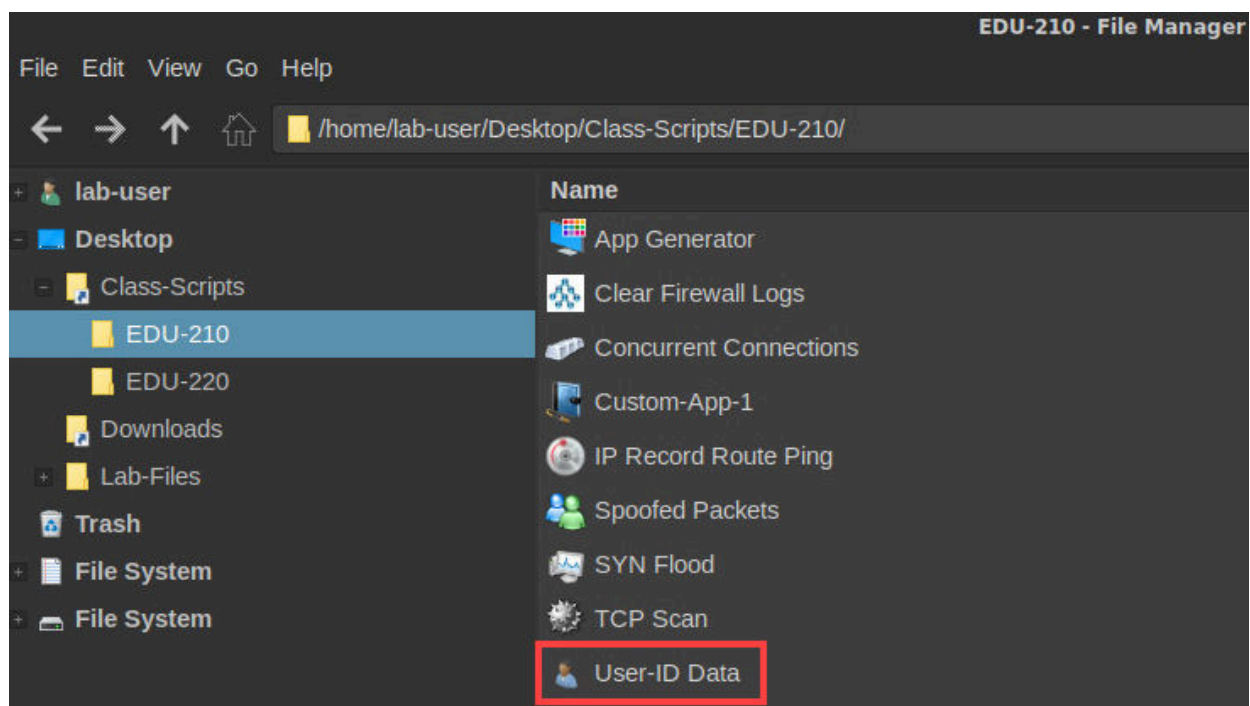 EDU-210 - File Manager
File Edit View Go Help
/home/lab-user/Desktop/Class-Scripts/EDU-210/
lab-user
Desktop
Class-Scripts
EDU-210
EDU-220
Downloads
Lab-Files
Trash
File System
File System
Name
App Generator
Clear Firewall Logs
Concurrent Connections
Custom-App-1
IP Record Route Ping
Spoofed Packets
SYN Flood
TCP Scan
User-ID Data